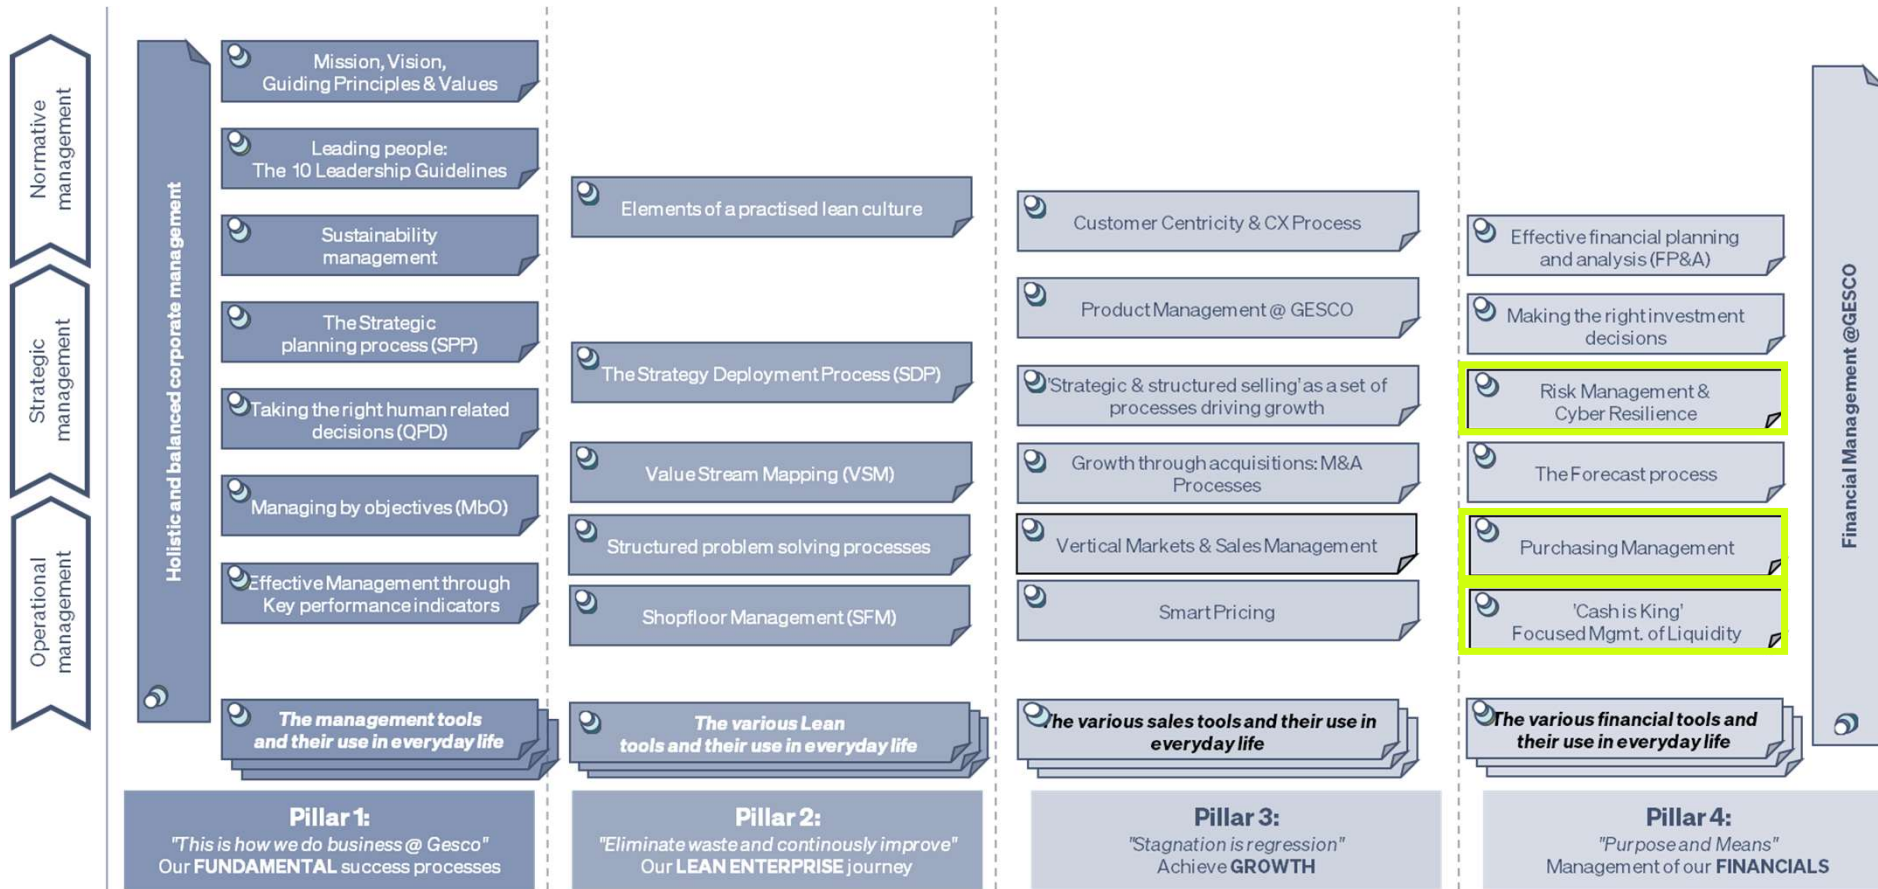 Normative
management
Strategic
management
Operational
management
Holistic and balanced corporate management
Mission, Vision,
Guiding Principles & Values
Leading people:
The 10 Leadership Guidelines
Sustainability
management
The Strategic
planning process (SPP)
Taking the right human related
decisions (QPD)
Managing by objectives (MbO)
Effective Management through
Key performance indicators
The management tools
and their use in everyday life
Pillar 1:
"This is how we do business @ Gesco"
Our FUNDAMENTAL success processes
Elements of a practised lean culture
The Strategy Deployment Process (SDP)
Value Stream Mapping (VSM)
Structured problem solving processes
Shopfloor Management (SFM)
The various Lean
tools and their use in everyday life
Pillar 2:
"Eliminate waste and continously improve"
Our LEAN ENTERPRISE journey
Customer Centricity & CX Process
Product Management @ GESCO
'Strategic & structured selling' as a set of
processes driving growth
Growth through acquisitions: M&A
Processes
Vertical Markets & Sales Management
Smart Pricing
The various sales tools and their use in
everyday life
Pillar 3:
"Stagnation is regression"
Achieve GROWTH
Effective financial planning
and analysis (FP&A)
Making the right investment
decisions
Risk Management &
Cyber Resilience
The Forecast process
Purchasing Management
'Cash is King'
Focused Mgmt. of Liquidity
The various financial tools and
their use in everyday life
Pillar 4:
"Purpose and Means"
Management of our FINANCIALS
Financial Management @GESCO